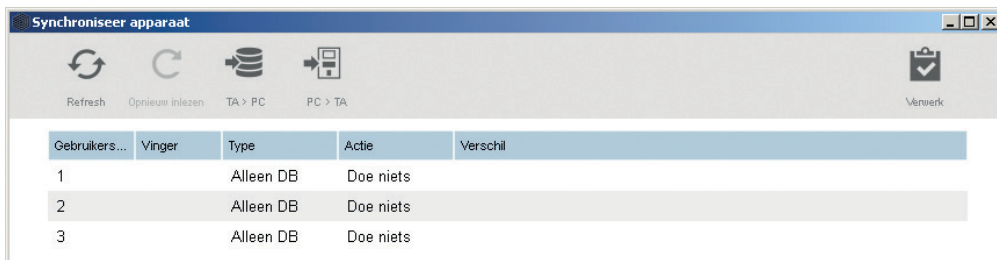 Synchroniseer apparaat
Refresh Opnieuw inlezen TA > PC PC > TA Verwerk
Gebruikers... Vinger Type Actie Verschil
1 Alleen DB Doe niets
2 Alleen DB Doe niets
3 Alleen DB Doe niets